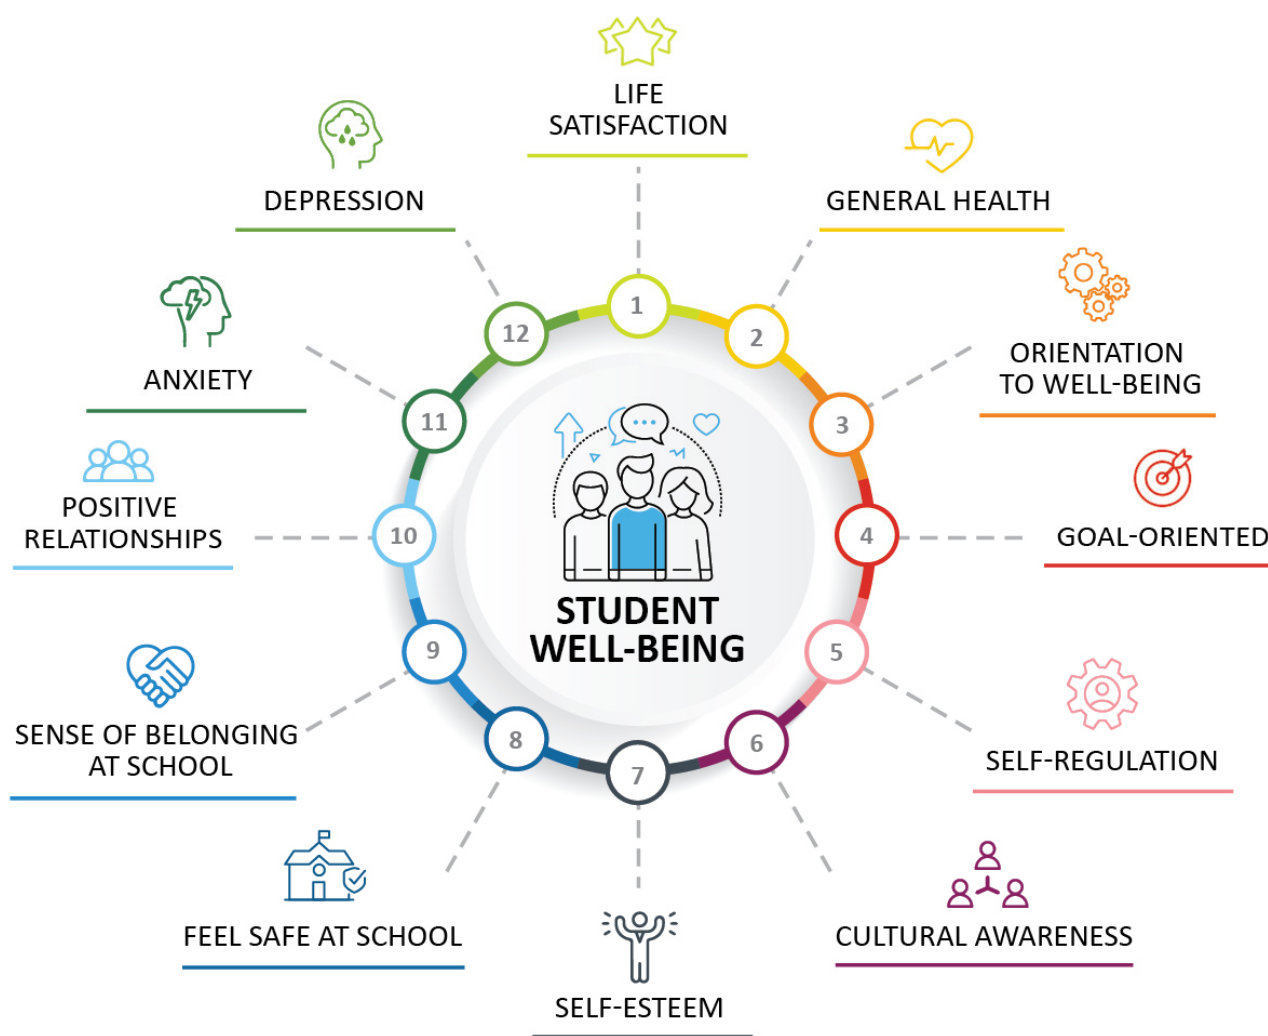 LIFE
SATISFACTION
GENERAL HEALTH
ORIENTATION
TO WELL-BEING
GOAL-ORIENTED
SELF-REGULATION
CULTURAL AWARENESS
SELF-ESTEEM
FEEL SAFE AT SCHOOL
SENSE OF BELONGING
AT SCHOOL
POSITIVE
RELATIONSHIPS
ANXIETY
DEPRESSION
1
2
3
4
5
6
7
8
9
10
11
12
STUDENT
WELL-BEING